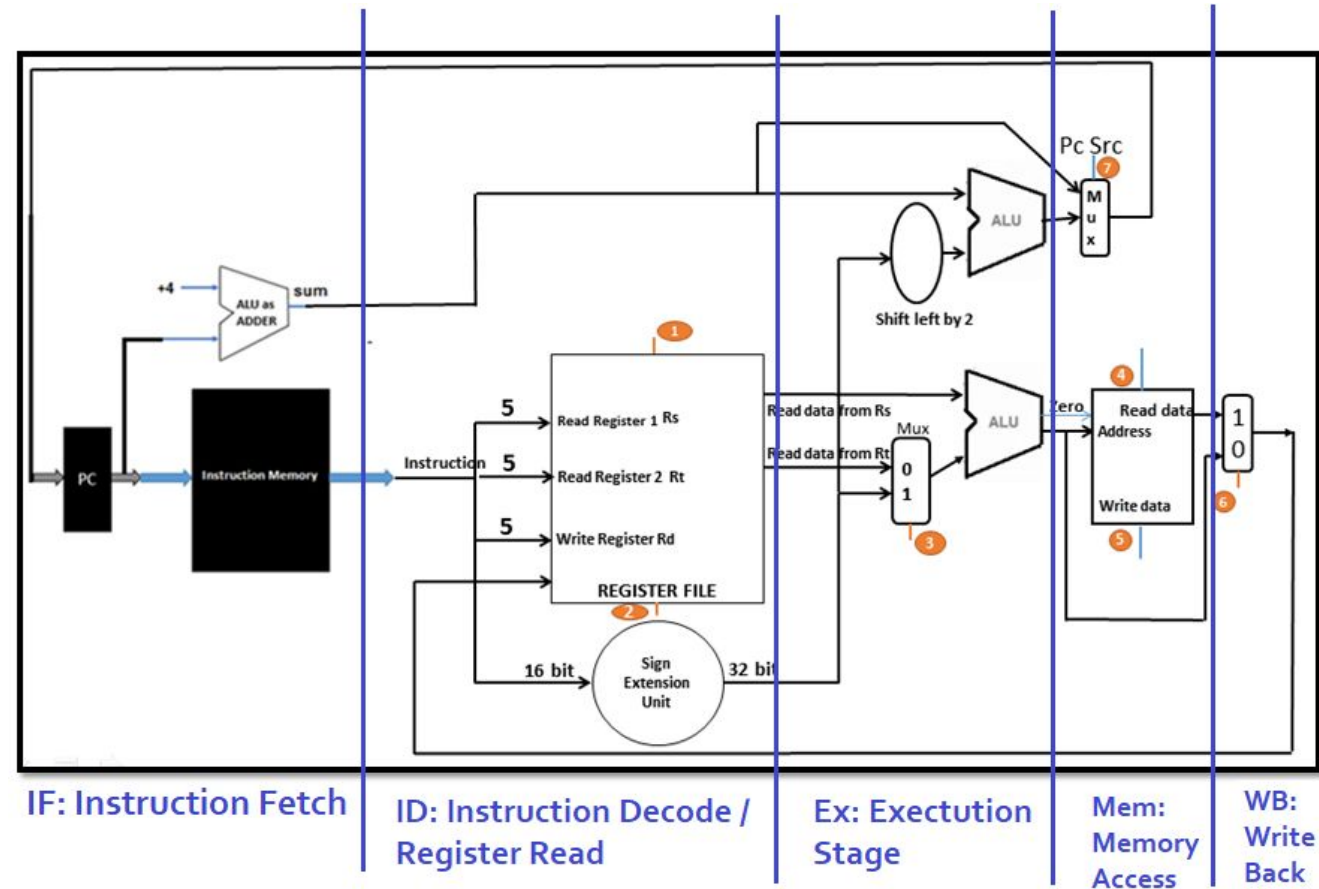 Pc Src
7
M
u
x
ALU
+4
sum
ALU as
ADDER
Shift left by 2
1
4
5
Read Register 1 Rs
Read data from Rs
ALU
Zero
Read data
Address
1
0
Mux
PC
Instruction Memory
Instruction
5
Read Register 2 Rt
Read data from Rt
0
1
6
5
Write Register Rd
Write data
3
5
REGISTER FILE
2
16 bit
Sign
Extension
Unit
32 bit
IF: Instruction Fetch
ID: Instruction Decode /
Register Read
Ex: Exectution
Stage
Mem:
Memory
Access
WB:
Write
Back